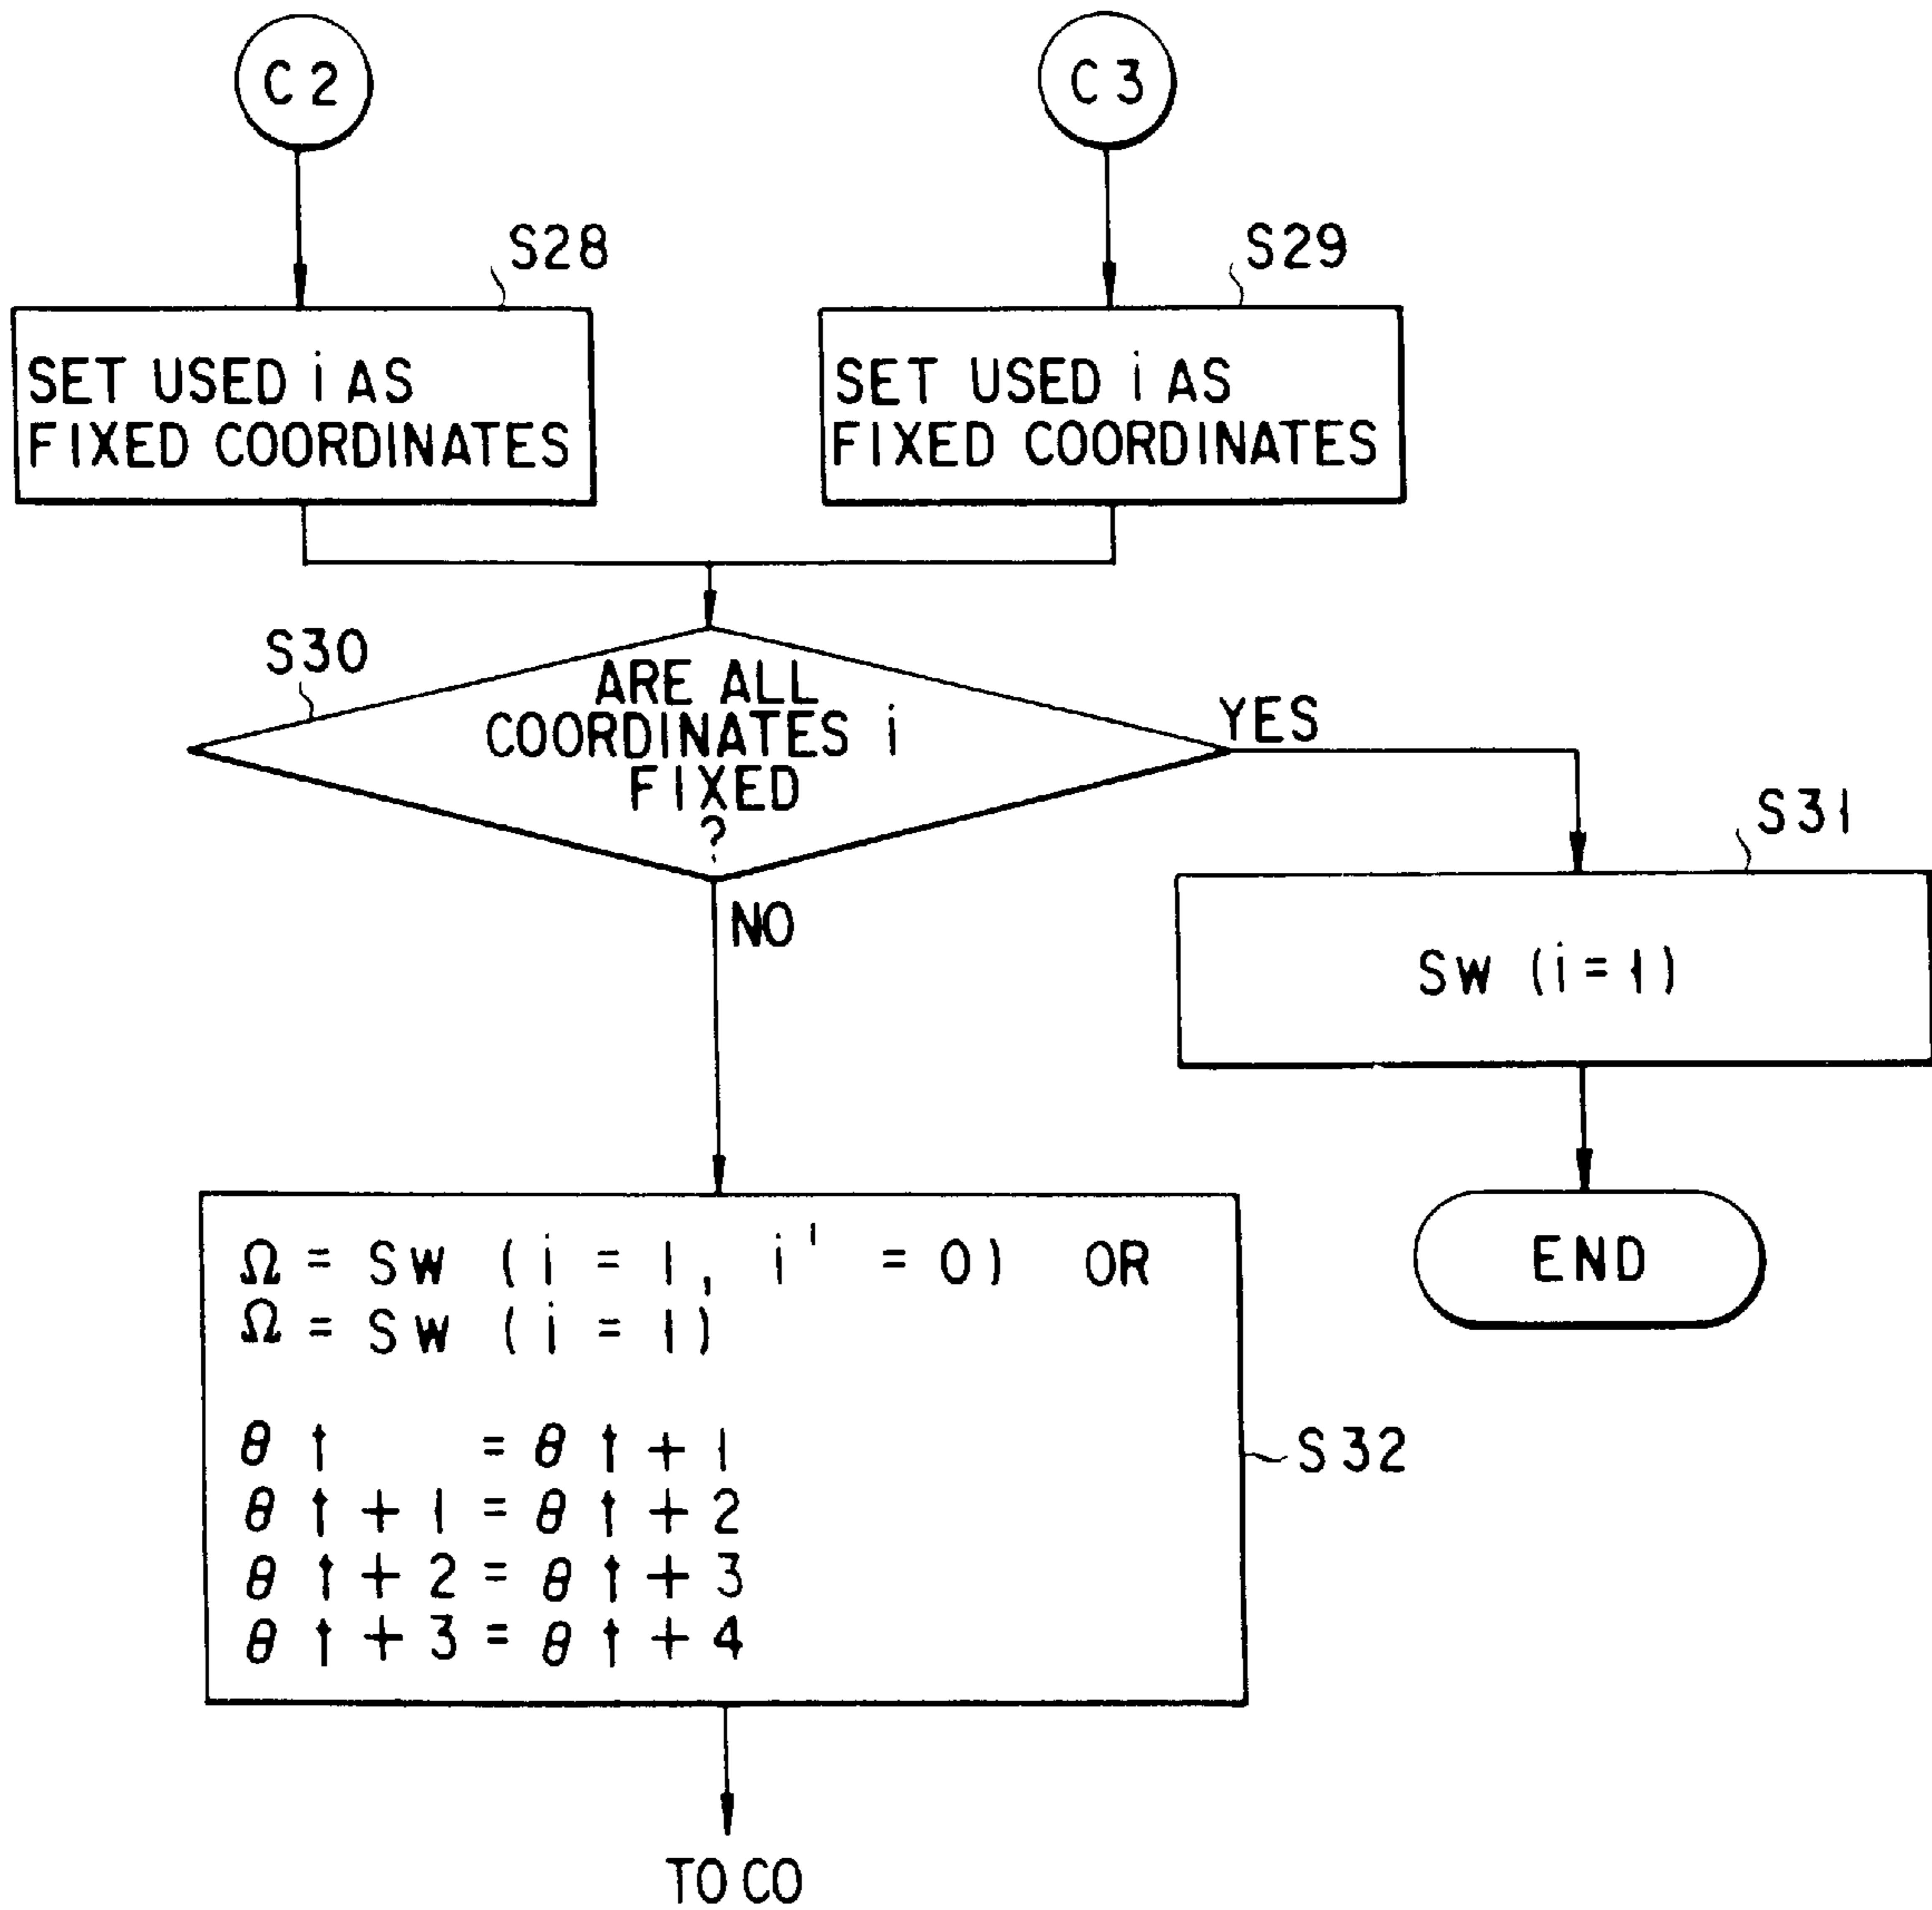 C2
C3
S28
S29
SET USED i AS
FIXED COORDINATES
SET USED i AS
FIXED COORDINATES
S30
ARE ALL
COORDINATES i
FIXED
?
YES
NO
S31
SW (i=1)
END
Ω = SW (i = 1, i' = 0) OR
Ω = SW (i = 1)
θ t = θ t + 1
θ t + 1 = θ t + 2
θ t + 2 = θ t + 3
θ t + 3 = θ t + 4
S32
TO C0